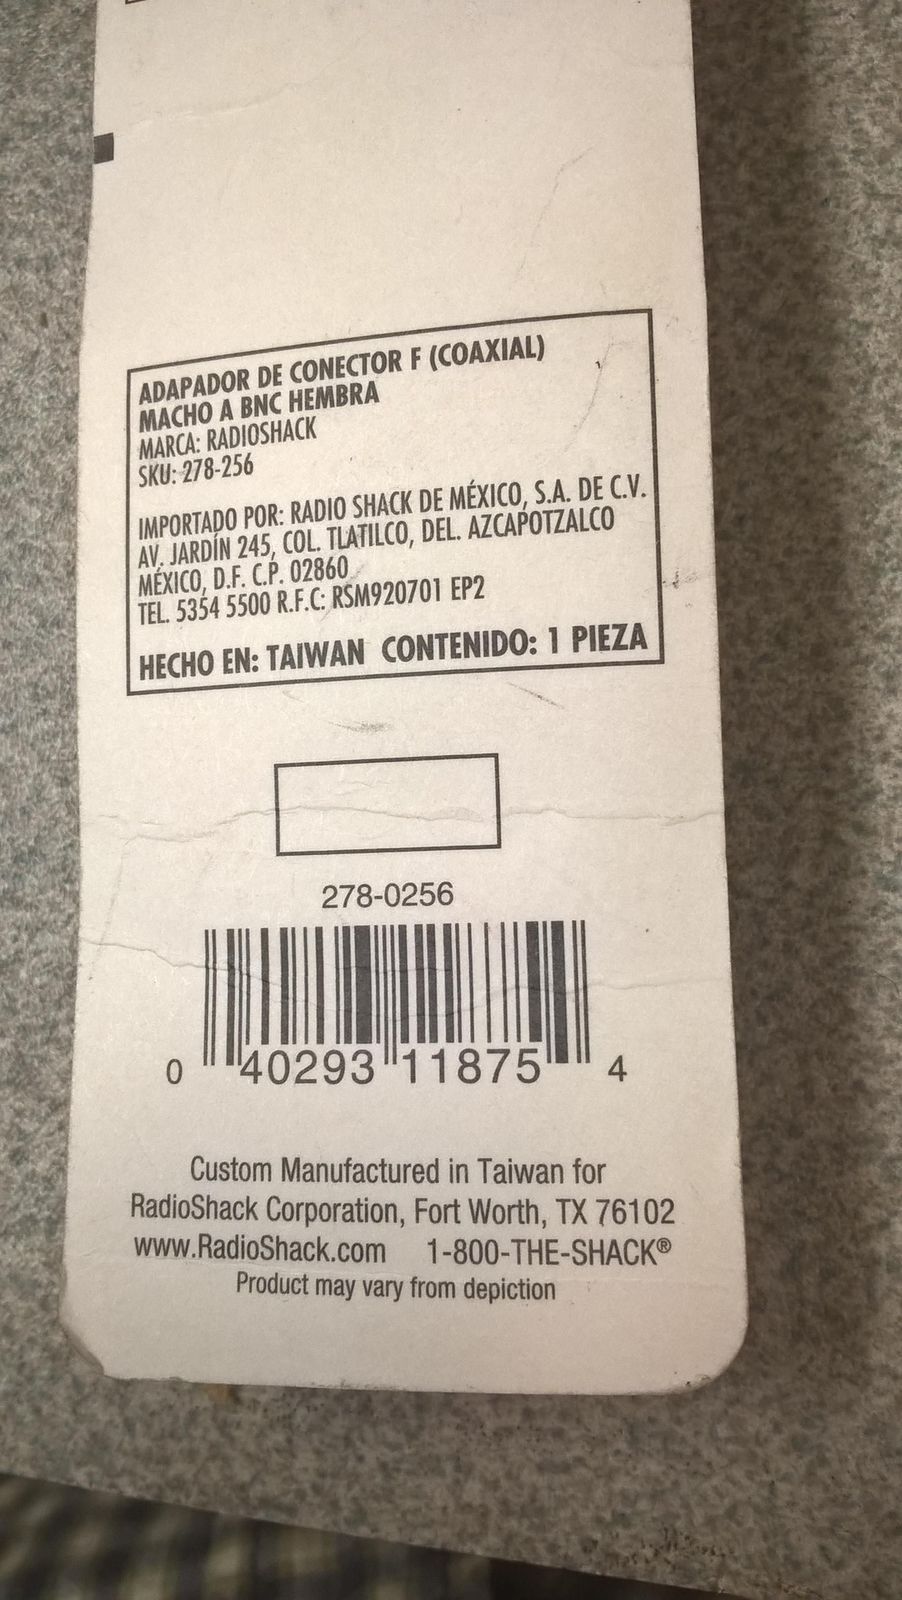 ADAPADOR DE CONECTOR F (COAXIAL)
MACHO A BNC HEMBRA
MARCA: RADIOSHACK
SKU: 278-256
IMPORTADO POR: RADIO SHACK DE MÉXICO, S.A. DE C.V.
AV. JARDÍN 245, COL. TLATILCO, DEL. AZCAPOTZALCO
MÉXICO, D.F. C.P. 02860
TEL. 5354 5500 R.F.C: RSM920701 EP2
HECHO EN: TAIWAN CONTENIDO: 1 PIEZA
278-0256
0 40293 11875 4
Custom Manufactured in Taiwan for
RadioShack Corporation, Fort Worth, TX 76102
www.RadioShack.com 1-800-THE-SHACK®
Product may vary from depiction